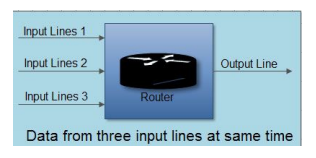 Input Lines 1
Input Lines 2
Output Line
Input Lines 3
Router
Data from three input lines at same time